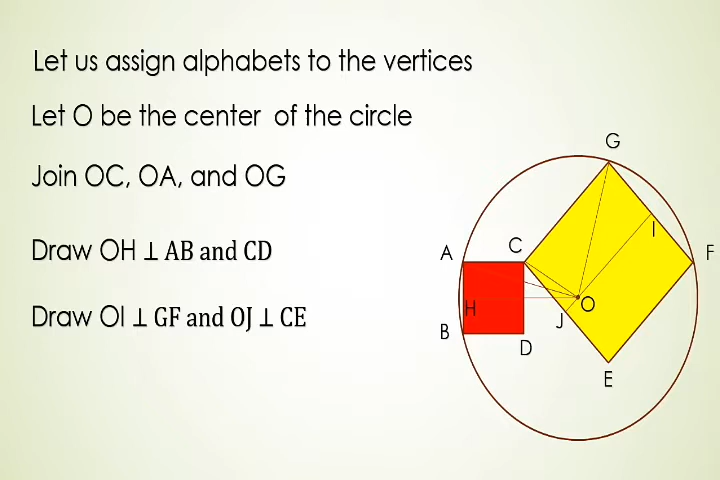 Let us assign alphabets to the vertices
Let O be the center of the circle
Join OC, OA, and OG
Draw OH ⊥ AB and CD
Draw OI ⊥ GF and OJ ⊥ CE
G
I
A
C
F
H
O
J
B
D
E